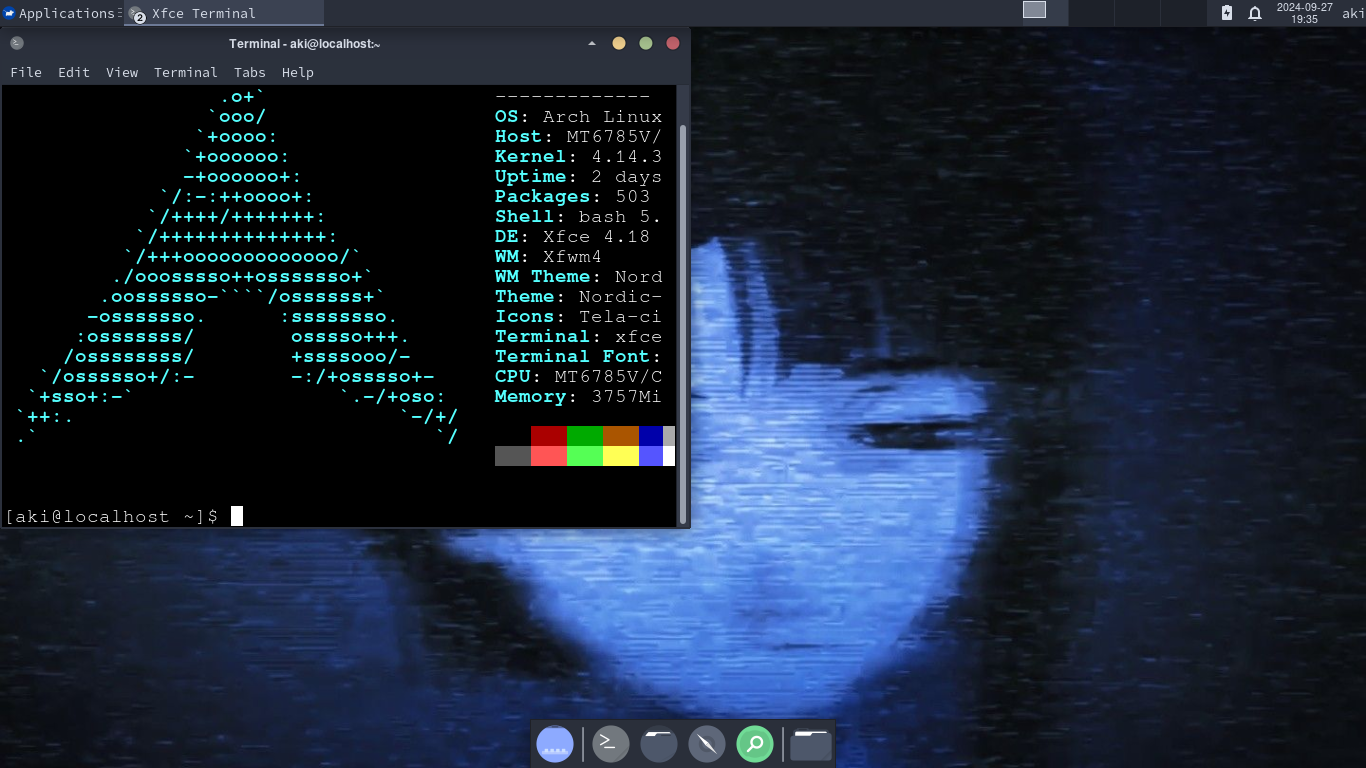 Applications
2 Xfce Terminal
2024-09-27
19:35
aki
Terminal - aki@localhost:~
File Edit View Terminal Tabs Help
.o+` -------------
`ooo/ OS: Arch Linux
`+oooo: Host: MT6785V/
`+oooooo: Kernel: 4.14.3
-+oooooo+: Uptime: 2 days
`/:-:++oooo+: Packages: 503
`/++++/+++++++: Shell: bash 5.
`/++++++++++++++: DE: Xfce 4.18
`/+++ooooooooooooo/` WM: Xfwm4
./ooosssso++osssssso+` WM Theme: Nord
.oossssso-````/ossssss+` Theme: Nordic-
-osssssso. :ssssssso. Icons: Tela-ci
:osssssss/ osssso+++. Terminal: xfce
/ossssssss/ +ssssooo/- Terminal Font:
`/ossssso+/:- -:/+osssso+- CPU: MT6785V/C
`+sso+:-` `.-/+oso: Memory: 3757Mi
`++:. `-/+/
.` `/
[aki@localhost ~]$